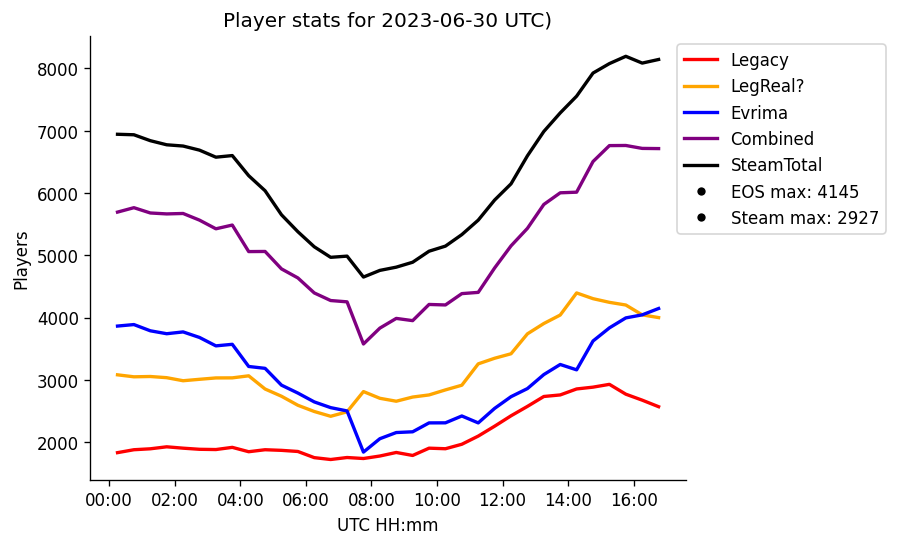 Player stats for 2023-06-30 UTC)
Legacy
LegReal?
Evrima
Combined
SteamTotal
EOS max: 4145
Steam max: 2927
Players
8000
7000
6000
5000
4000
3000
2000
00:00 02:00 04:00 06:00 08:00 10:00 12:00 14:00 16:00
UTC HH:mm